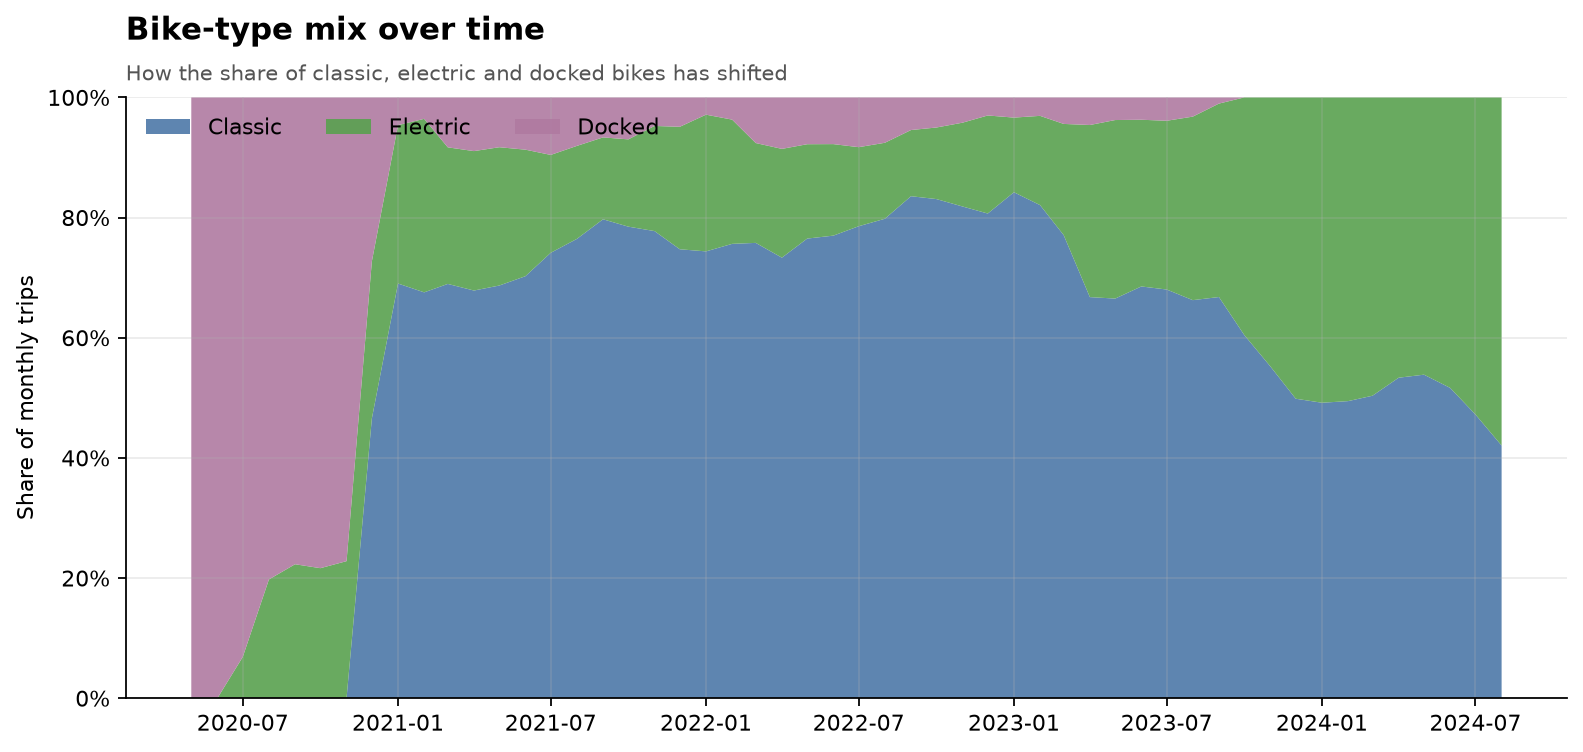 Bike-type mix over time
How the share of classic, electric and docked bikes has shifted
Share of monthly trips
100%
80%
60%
40%
20%
0%
Classic Electric Docked
2020-07 2021-01 2021-07 2022-01 2022-07 2023-01 2023-07 2024-01 2024-07